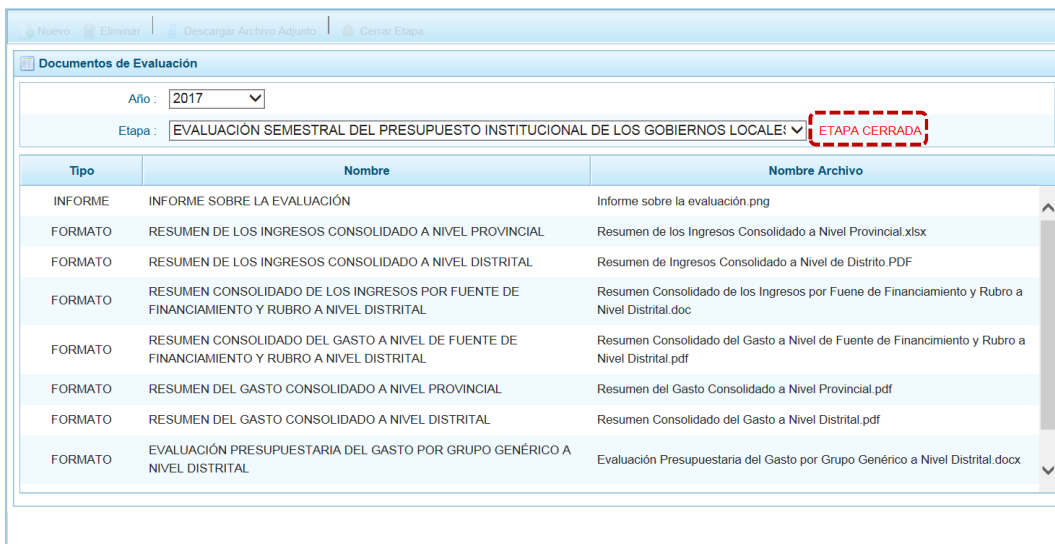 Nuevo Eliminar Descargar Archivo Adjunto Cerrar Etapa
Documentos de Evaluación
Año : 2017
Etapa : EVALUACIÓN SEMESTRAL DEL PRESUPUESTO INSTITUCIONAL DE LOS GOBIERNOS LOCALES ETAPA CERRADA
Tipo Nombre Nombre Archivo
INFORME INFORME SOBRE LA EVALUACIÓN Informe sobre la evaluación.png
FORMATO RESUMEN DE LOS INGRESOS CONSOLIDADO A NIVEL PROVINCIAL Resumen de los Ingresos Consolidado a Nivel Provincial.xlsx
FORMATO RESUMEN DE LOS INGRESOS CONSOLIDADO A NIVEL DISTRITAL Resumen de Ingresos Consolidado a Nivel de Distrito.PDF
FORMATO RESUMEN CONSOLIDADO DE LOS INGRESOS POR FUENTE DE
FINANCIAMIENTO Y RUBRO A NIVEL DISTRITAL
Resumen Consolidado de los Ingresos por Fuene de Financiamiento y Rubro a
Nivel Distrital.doc
FORMATO RESUMEN CONSOLIDADO DEL GASTO A NIVEL DE FUENTE DE
FINANCIAMIENTO Y RUBRO A NIVEL DISTRITAL
Resumen Consolidado del Gasto a Nivel de Fuente de Financimiento y Rubro a
Nivel Distrital.pdf
FORMATO RESUMEN DEL GASTO CONSOLIDADO A NIVEL PROVINCIAL Resumen del Gasto Consolidado a Nivel Provincial.pdf
FORMATO RESUMEN DEL GASTO CONSOLIDADO A NIVEL DISTRITAL Resumen Consolidado del Gasto a Nivel Distrital.pdf
FORMATO EVALUACIÓN PRESUPUESTARIA DEL GASTO POR GRUPO GENÉRICO A
NIVEL DISTRITAL
Evaluación Presupuestaria del Gasto por Grupo Genérico a Nivel Distrital.docx